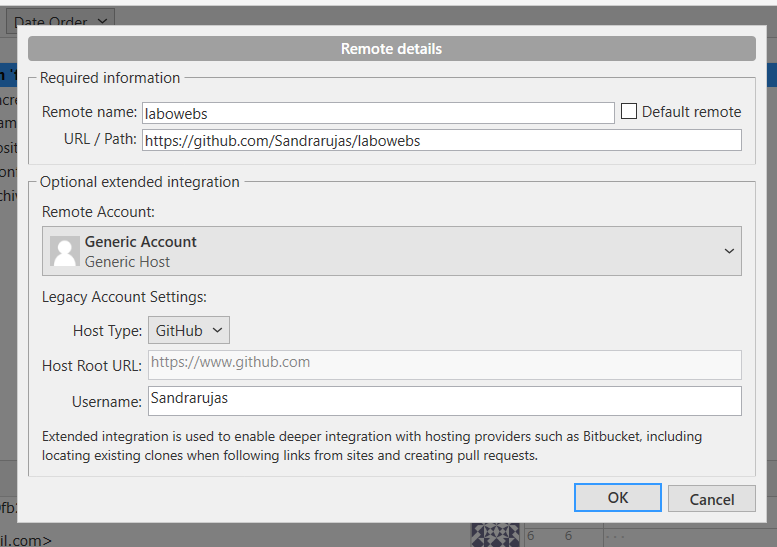 Date Order
Remote details
Required information
Remote name: labowebs Default remote
URL / Path: https://github.com/Sandrarujas/labowebs
Optional extended integration
Remote Account:
Generic Account
Generic Host
Legacy Account Settings:
Host Type: GitHub
Host Root URL: https://www.github.com
Username: Sandrarujas
Extended integration is used to enable deeper integration with hosting providers such as Bitbucket, including
locating existing clones when following links from sites and creating pull requests.
OK Cancel
il.com>
6 6 ...